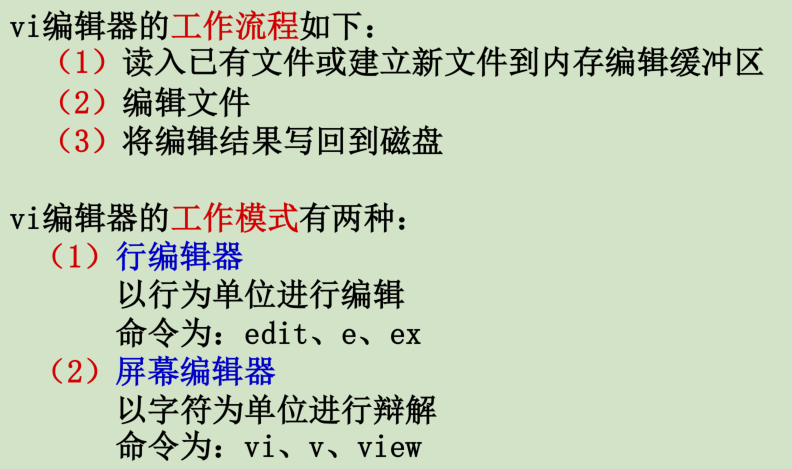 vi编辑器的工作流程如下：
（1）读入已有文件或建立新文件到内存编辑缓冲区
（2）编辑文件
（3）将编辑结果写回到磁盘
vi编辑器的工作模式有两种：
（1）行编辑器
以行为单位进行编辑
命令为：edit、e、ex
（2）屏幕编辑器
以字符为单位进行辩解
命令为：vi、v、view